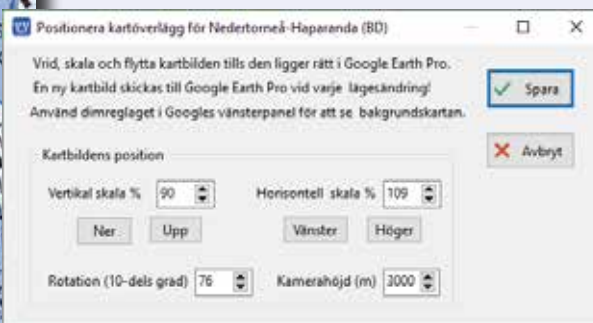 Positionera kartöverlägg för Nedertorneå-Haparanda (BD)
Vrid, skala och flytta kartbilden tills den ligger rätt i Google Earth Pro.
En ny kartbild skickas till Google Earth Pro vid varje lägesändring!
Använd dimreglaget i Googles vänsterpanel för att se bakgrundskartan.
Spara
Avbryt
Kartbildens position
Vertikal skala % 90 Horisontell skala % 109
Ner Upp Vänster Höger
Rotation (10-dels grad) 76 Kamerahöjd (m) 3000